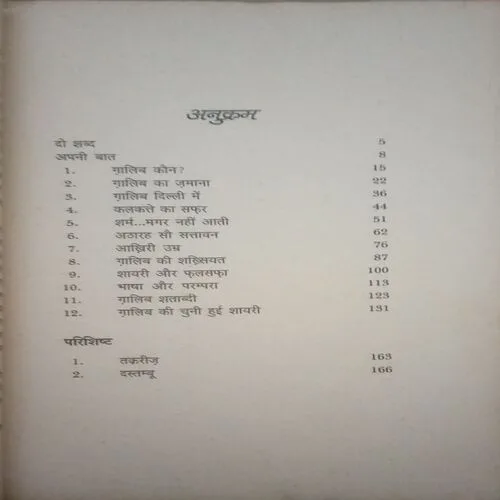 अनुक्रम
दो शब्द 5
अपनी बात 8
1. ग़ालिब कौन? 15
2. ग़ालिब का ज़माना 22
3. ग़ालिब दिल्ली में 36
4. कलकत्ते का सफ़र 44
5. शर्म...मगर नहीं आती 51
6. अठारह सौ सत्तावन 62
7. आख़िरी उम्र 76
8. ग़ालिब की शख़्सियत 87
9. शायरी और फ़लसफ़ा 100
10. भाषा और परम्परा 113
11. ग़ालिब शताब्दी 123
12. ग़ालिब की चुनी हुई शायरी 131
परिशिष्ट
1. तक़रीज़ 163
2. दस्तम्बू 166